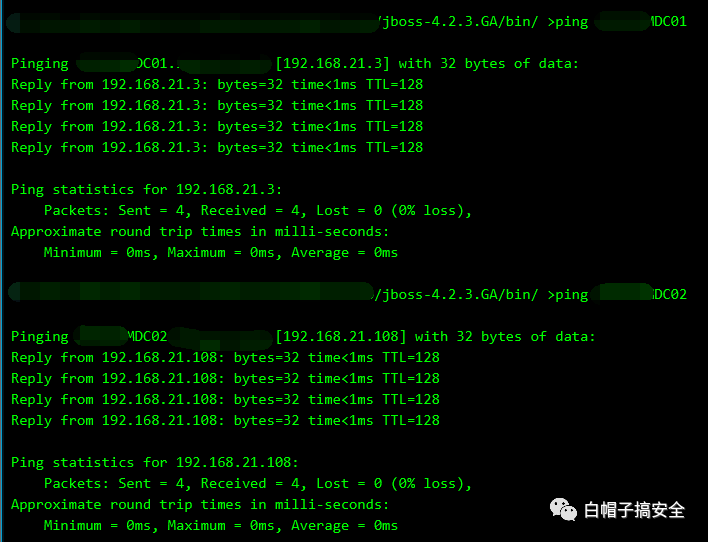 /jboss-4.2.3.GA/bin/ >ping MDC01
Pinging DC01. [192.168.21.3] with 32 bytes of data:
Reply from 192.168.21.3: bytes=32 time<1ms TTL=128
Reply from 192.168.21.3: bytes=32 time<1ms TTL=128
Reply from 192.168.21.3: bytes=32 time<1ms TTL=128
Reply from 192.168.21.3: bytes=32 time<1ms TTL=128
Ping statistics for 192.168.21.3:
Packets: Sent = 4, Received = 4, Lost = 0 (0% loss),
Approximate round trip times in milli-seconds:
Minimum = 0ms, Maximum = 0ms, Average = 0ms
/jboss-4.2.3.GA/bin/ >ping DC02
Pinging MDC02 [192.168.21.108] with 32 bytes of data:
Reply from 192.168.21.108: bytes=32 time<1ms TTL=128
Reply from 192.168.21.108: bytes=32 time<1ms TTL=128
Reply from 192.168.21.108: bytes=32 time<1ms TTL=128
Reply from 192.168.21.108: bytes=32 time<1ms TTL=128
Ping statistics for 192.168.21.108:
Packets: Sent = 4, Received = 4, Lost = 0 (0% loss),
Approximate round trip times in milli-seconds:
Minimum = 0ms, Maximum = 0ms, Average = 0ms
白帽子搞安全